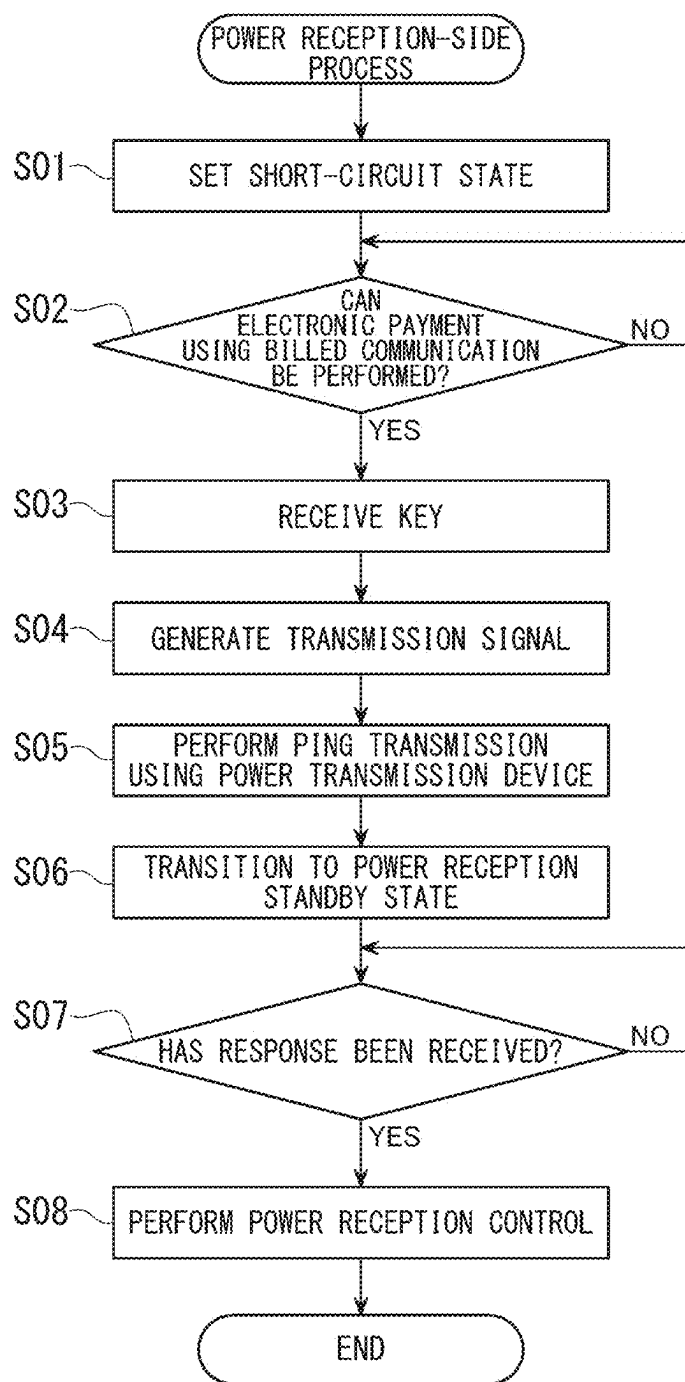 POWER RECEPTION-SIDE
PROCESS
S01
SET SHORT-CIRCUIT STATE
S02
CAN
ELECTRONIC PAYMENT
USING BILLED COMMUNICATION
BE PERFORMED?
NO
YES
S03
RECEIVE KEY
S04
GENERATE TRANSMISSION SIGNAL
S05
PERFORM PING TRANSMISSION
USING POWER TRANSMISSION DEVICE
S06
TRANSITION TO POWER RECEPTION
STANDBY STATE
S07
HAS RESPONSE BEEN RECEIVED?
NO
YES
S08
PERFORM POWER RECEPTION CONTROL
END